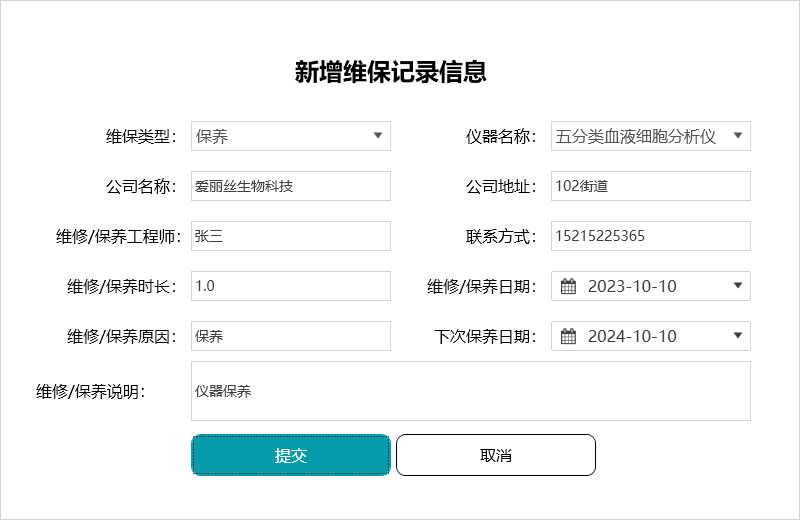 新增维保记录信息
维保类型： 保养 仪器名称： 五分类血液细胞分析仪
公司名称： 爱丽丝生物科技 公司地址： 102街道
维修/保养工程师： 张三 联系方式： 15215225365
维修/保养时长： 1.0 维修/保养日期： 2023-10-10
维修/保养原因： 保养 下次保养日期： 2024-10-10
维修/保养说明： 仪器保养
提交 取消